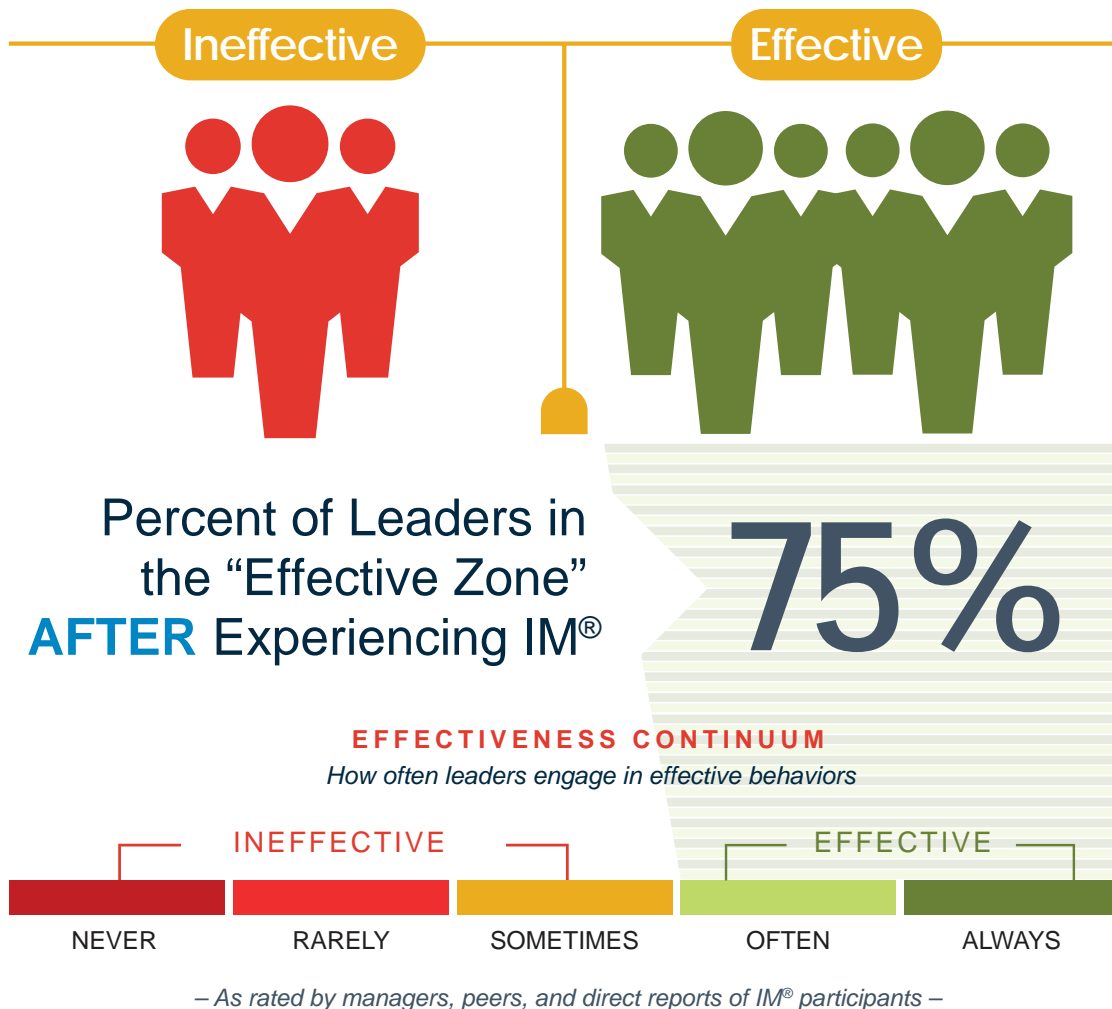 Ineffective
Effective
Percent of Leaders in
the “Effective Zone”
AFTER Experiencing IM®
75%
EFFECTIVENESS CONTINUUM
How often leaders engage in effective behaviors
INEFFECTIVE
EFFECTIVE
NEVER
RARELY
SOMETIMES
OFTEN
ALWAYS
– As rated by managers, peers, and direct reports of IM® participants –